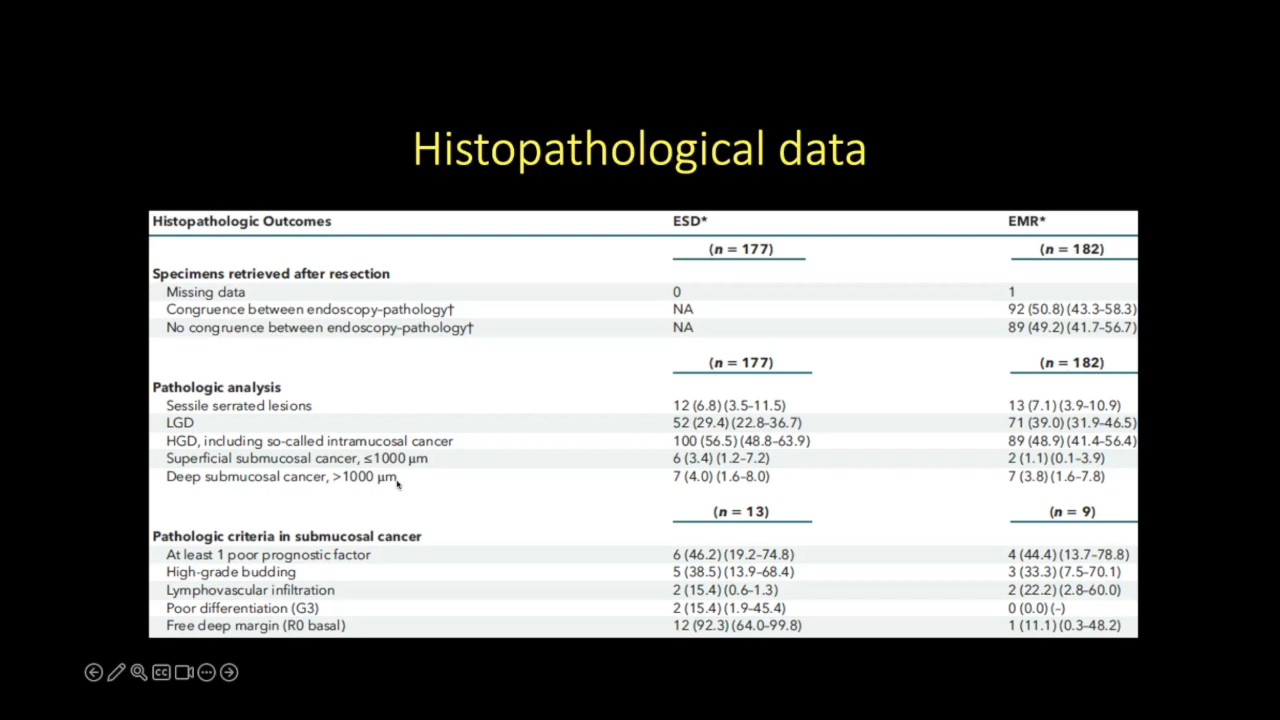 Histopathological data
Histopathologic Outcomes ESD* EMR*
(n = 177) (n = 182)
Specimens retrieved after resection
Missing data 0 1
Congruence between endoscopy–pathology† NA 92 (50.8) (43.3–58.3)
No congruence between endoscopy–pathology† NA 89 (49.2) (41.7–56.7)
(n = 177) (n = 182)
Pathologic analysis
Sessile serrated lesions 12 (6.8) (3.5–11.5) 13 (7.1) (3.9–10.9)
LGD 52 (29.4) (22.8–36.7) 71 (39.0) (31.9–46.5)
HGD, including so-called intramucosal cancer 100 (56.5) (48.8–63.9) 89 (48.9) (41.4–56.4)
Superficial submucosal cancer, ≤1000 μm 6 (3.4) (1.2–7.2) 2 (1.1) (0.1–3.9)
Deep submucosal cancer, >1000 μm 7 (4.0) (1.6–8.0) 7 (3.8) (1.6–7.8)
(n = 13) (n = 9)
Pathologic criteria in submucosal cancer
At least 1 poor prognostic factor 6 (46.2) (19.2–74.8) 4 (44.4) (13.7–78.8)
High-grade budding 5 (38.5) (13.9–68.4) 3 (33.3) (7.5–70.1)
Lymphovascular infiltration 2 (15.4) (0.6–1.3) 2 (22.2) (2.8–60.0)
Poor differentiation (G3) 2 (15.4) (1.9–45.4) 0 (0.0) (-)
Free deep margin (R0 basal) 12 (92.3) (64.0–99.8) 1 (11.1) (0.3–48.2)
CC